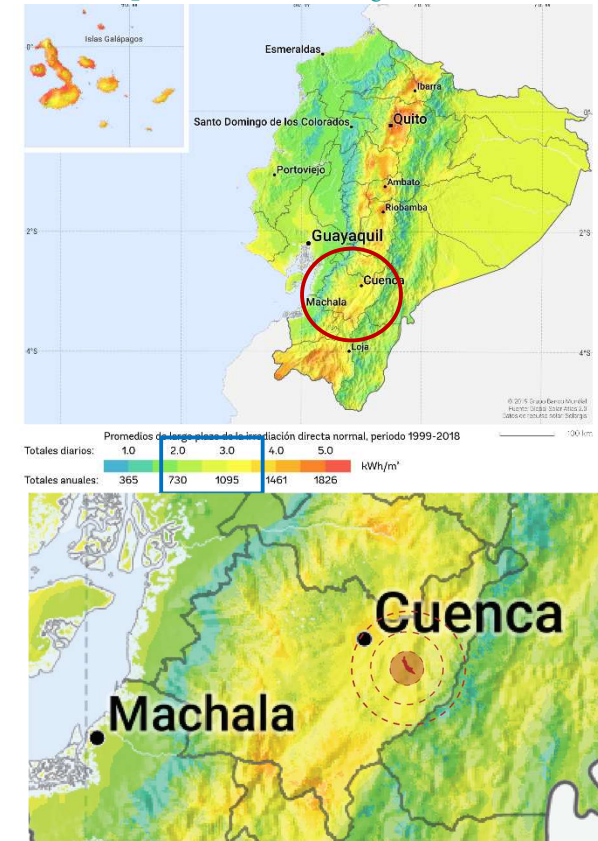 Islas Galápagos
0°
Esmeraldas
Ibarra
0°
Santo Domingo de los Colorados
Quito
Portoviejo
Ambato
Riobamba
2°S
Guayaquil
2°S
Cuenca
Machala
4°S
Loja
4°S
100 km
Promedios de largo plazo de la irradiación directa normal, periodo 1999-2018
Totales diarios: 1.0 2.0 3.0 4.0 5.0
kWh/m²
Totales anuales: 365 730 1095 1461 1826
Cuenca
Machala